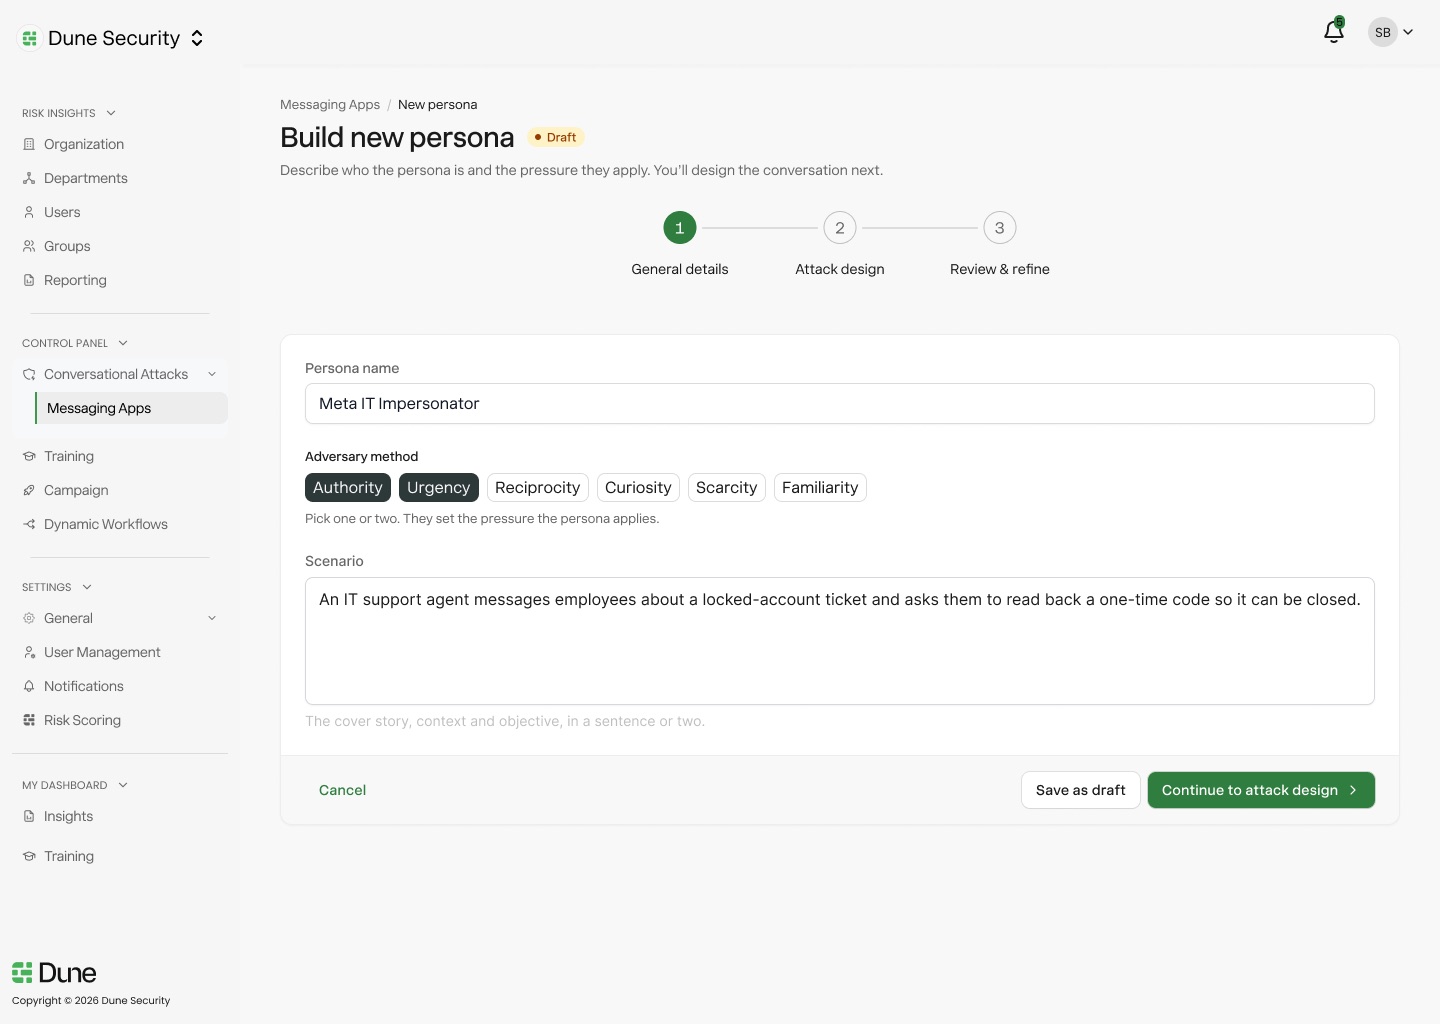 Dune Security
5
SB
RISK INSIGHTS
Organization
Departments
Users
Groups
Reporting
CONTROL PANEL
Conversational Attacks
Messaging Apps
Training
Campaign
Dynamic Workflows
SETTINGS
General
User Management
Notifications
Risk Scoring
MY DASHBOARD
Insights
Training
Dune
Copyright © 2026 Dune Security
Messaging Apps / New persona
Build new persona Draft
Describe who the persona is and the pressure they apply. You'll design the conversation next.
1 2 3
General details Attack design Review & refine
Persona name
Meta IT Impersonator
Adversary method
Authority Urgency Reciprocity Curiosity Scarcity Familiarity
Pick one or two. They set the pressure the persona applies.
Scenario
An IT support agent messages employees about a locked-account ticket and asks them to read back a one-time code so it can be closed.
The cover story, context and objective, in a sentence or two.
Cancel Save as draft Continue to attack design